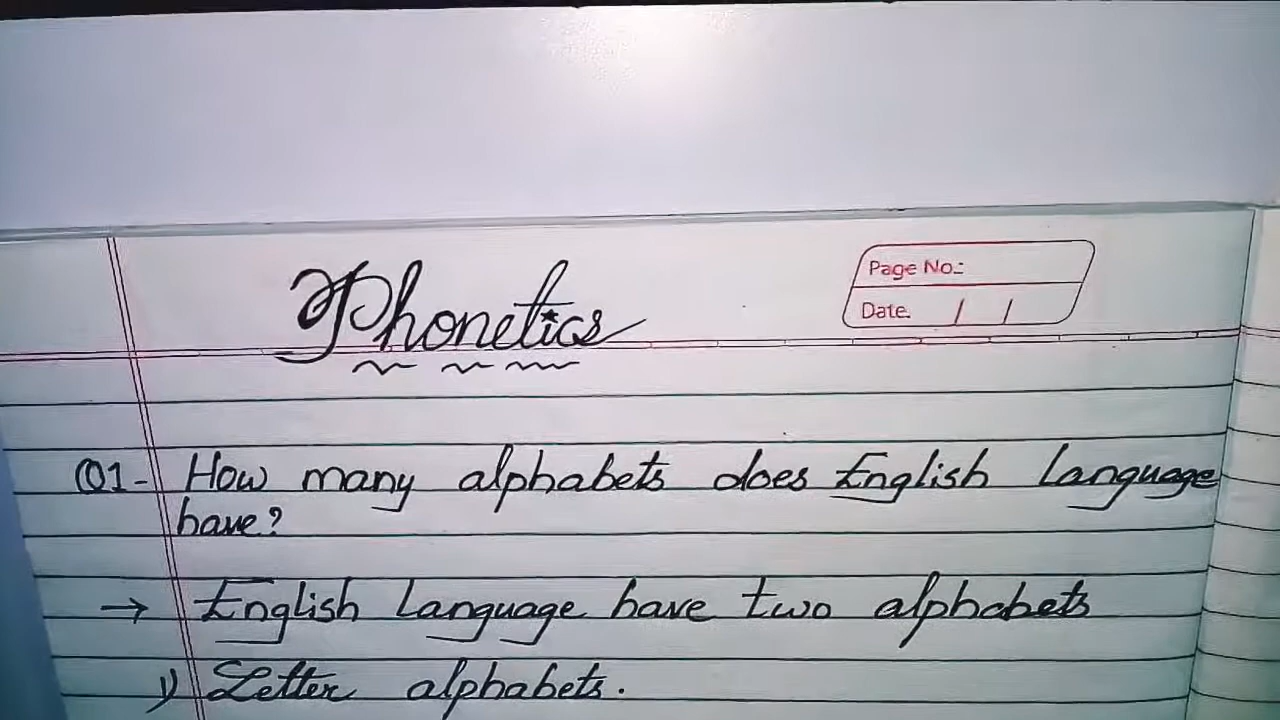 Phonetics
Page No.:
Date. / /
Q1- How many alphabets does English Language
have?
→ English Language have two alphabets
1) Letter alphabets.